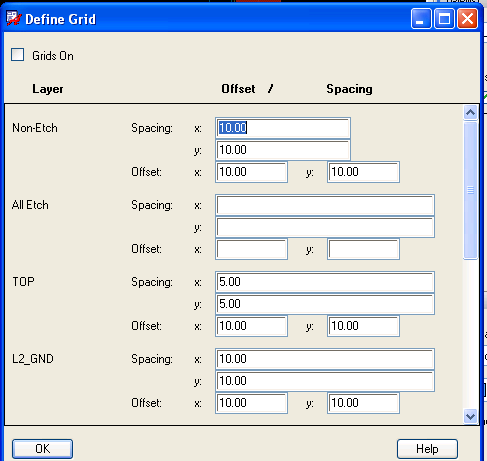 Define Grid
Grids On
Layer Offset / Spacing
Non-Etch Spacing: x: 10.00
y: 10.00
Offset: x: 10.00 y: 10.00
All Etch Spacing: x:
y:
Offset: x: y:
TOP Spacing: x: 5.00
y: 5.00
Offset: x: 10.00 y: 10.00
L2_GND Spacing: x: 10.00
y: 10.00
Offset: x: 10.00 y: 10.00
OK Help